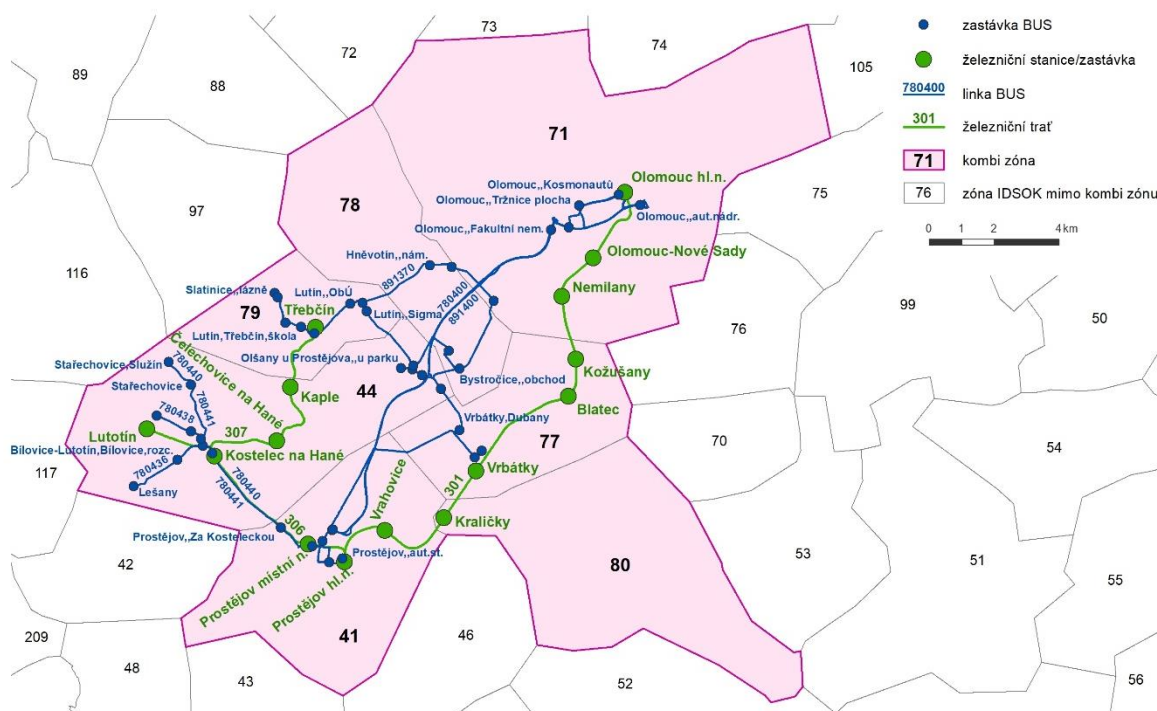 73
74
72
89
88
105
71
97
78
75
116
79
99
50
76
44
77
70
54
117
42
80
53
51
55
41
46
209
48
43
52
56
Olomouc hl.n.
Olomouc,,Kosmonautů
Olomouc,,Tržnice plocha
Olomouc,,aut.nádr.
Olomouc,,Fakultní nem.
Olomouc-Nové Sady
Hněvotín,,nám.
891370
780400
891400
Nemilany
Slatinice,,lázně
Lutín,,ObÚ
Třebčín
Lutín,,Sigma
Lutín,Třebčín,škola
Olšany u Prostějova,,u parku
Kožušany
Stařechovice,Služín
780440
Čelechovice na Hané
Bystročice,,obchod
Stařechovice
780441
Kaple
Blatec
780438
Vrbátky,Dubany
Lutotín
307
Bílovice-Lutotín,Bílovice,rozc.
Kostelec na Hané
780436
Vrbátky
Lešany
780440
780441
301
Vrahovice
Kraličky
306
Prostějov,,Za Kosteleckou
Prostějov,,aut.st.
Prostějov místní n.
Prostějov hl.n.
zastávka BUS
železniční stanice/zastávka
780400 linka BUS
301 železniční trať
71 kombi zóna
76 zóna IDSOK mimo kombi zónu
0 1 2 4 km